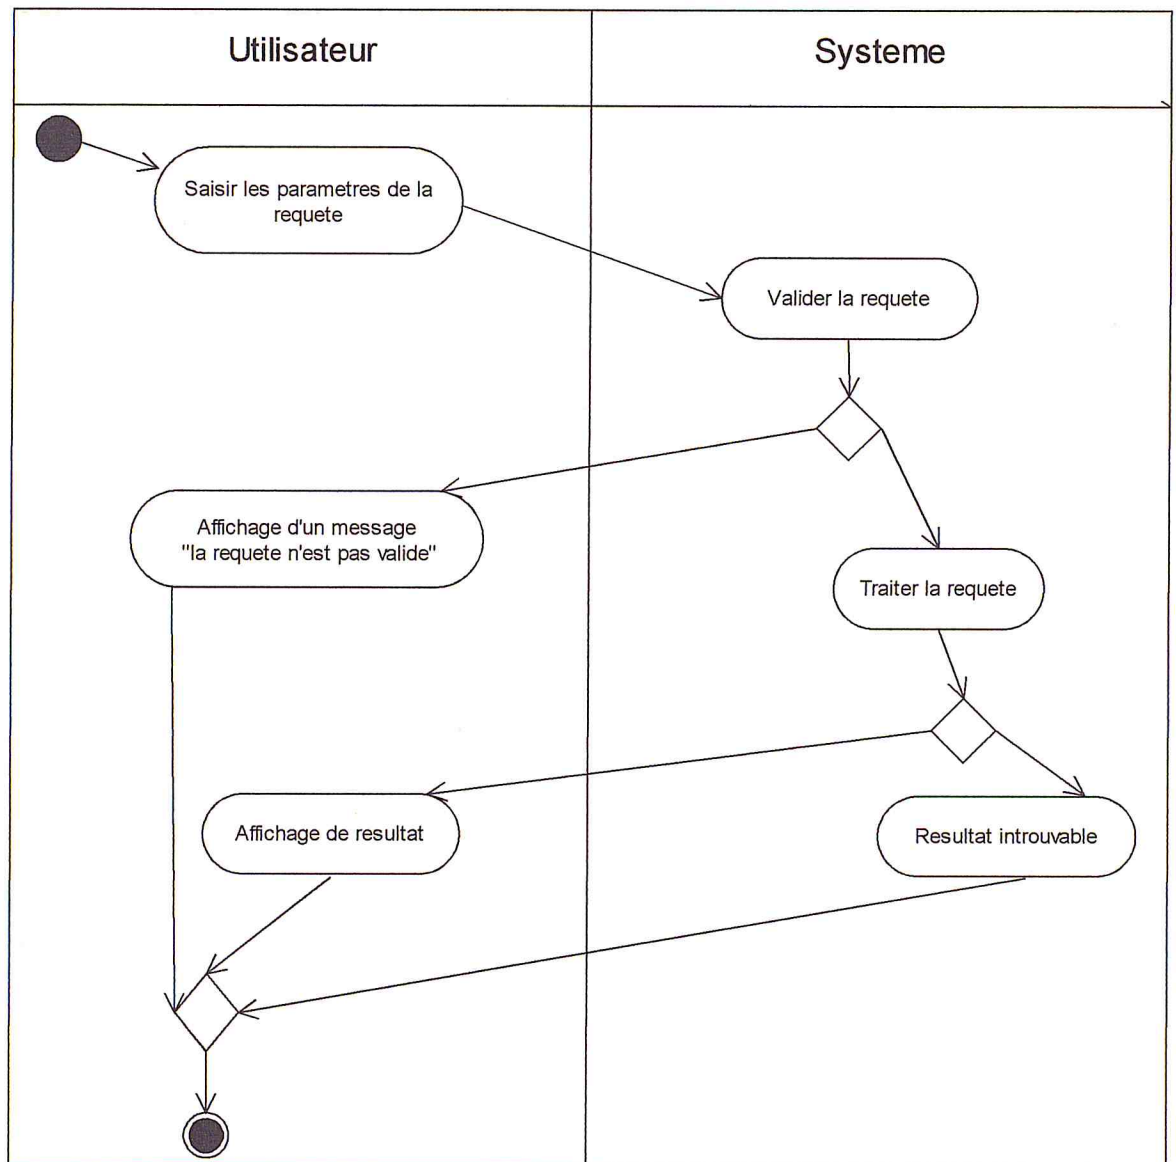 Utilisateur
Systeme
Saisir les parametres de la
requete
Valider la requete
Affichage d'un message
"la requete n'est pas valide"
Traiter la requete
Affichage de resultat
Resultat introuvable